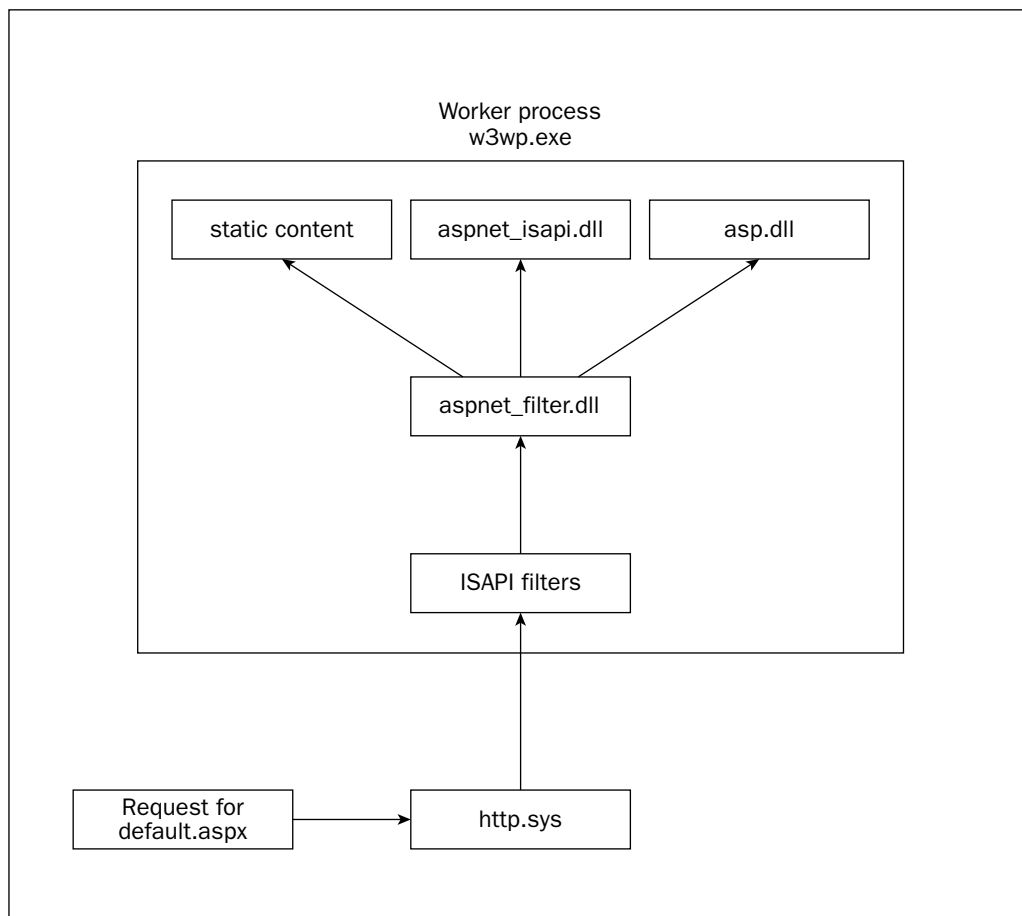 Worker process
w3wp.exe
static content
aspnet_isapi.dll
asp.dll
aspnet_filter.dll
ISAPI filters
Request for
default.aspx
http.sys